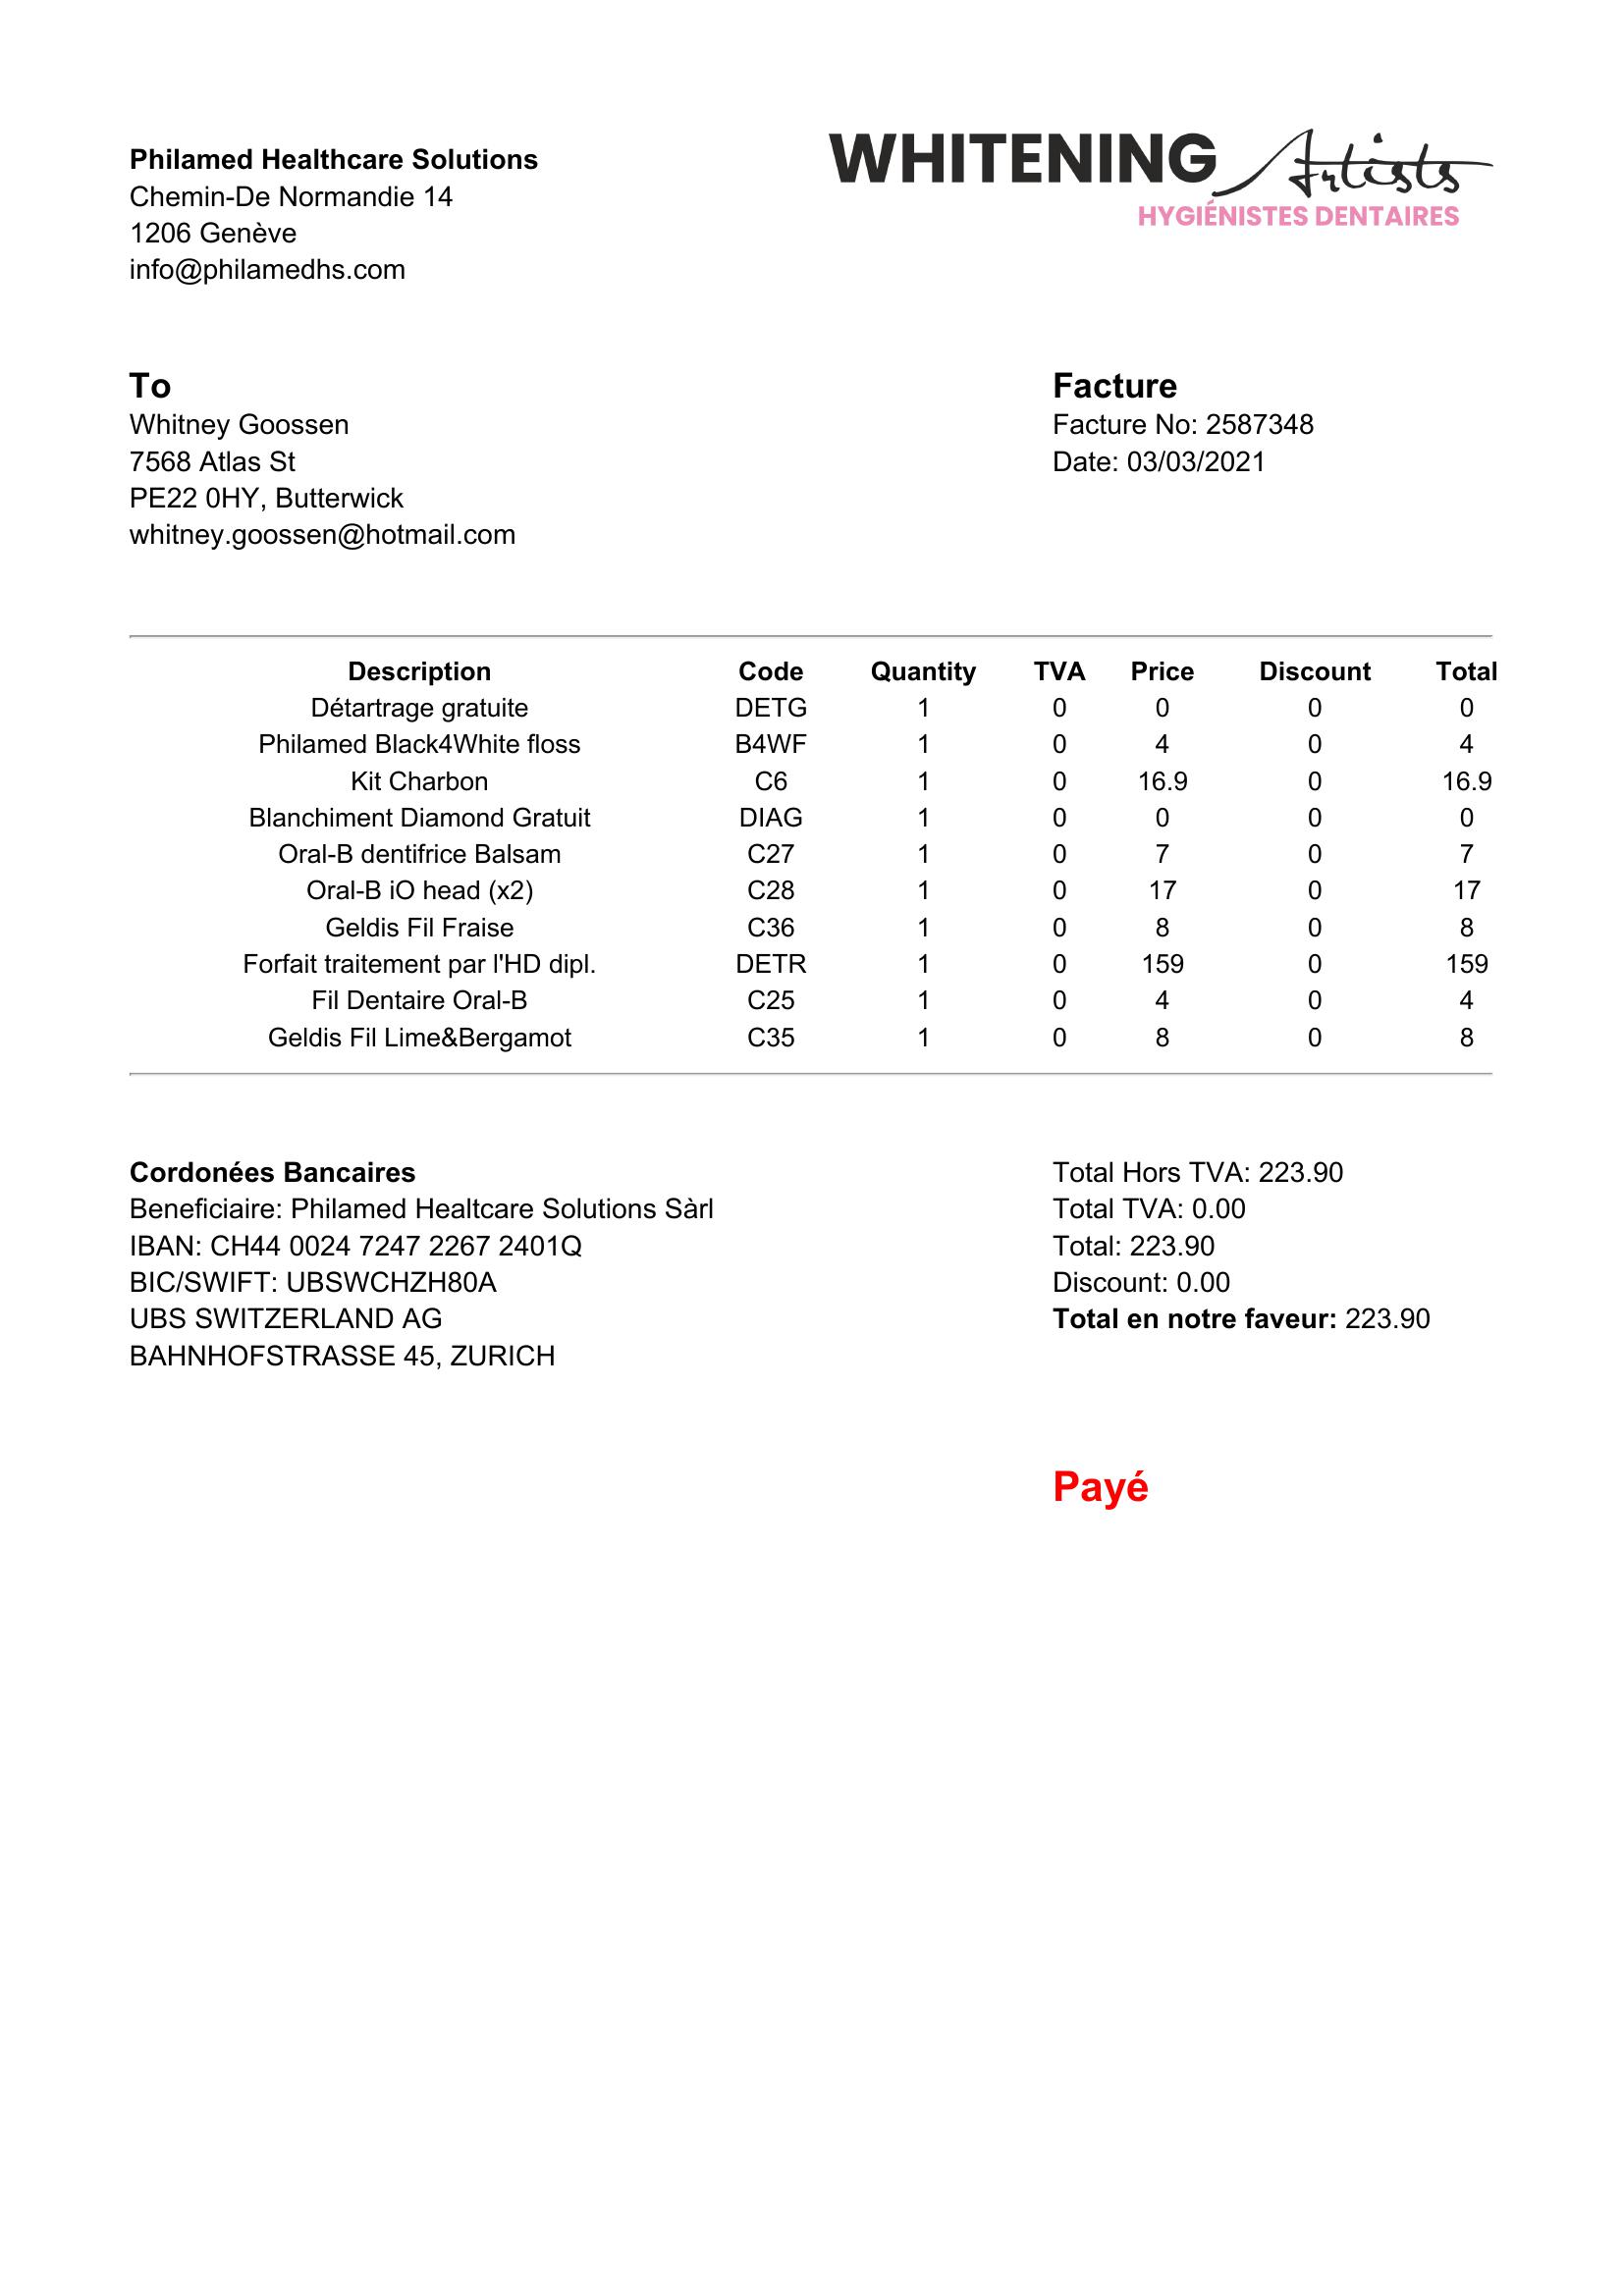 Philamed Healthcare Solutions
Chemin-De Normandie 14
1206 Genève
info@philamedhs.com
WHITENING Artists
HYGIÉNISTES DENTAIRES
To
Whitney Goossen
7568 Atlas St
PE22 0HY, Butterwick
whitney.goossen@hotmail.com
Facture
Facture No: 2587348
Date: 03/03/2021
Description Code Quantity TVA Price Discount Total
Détartrage gratuite DETG 1 0 0 0 0
Philamed Black4White floss B4WF 1 0 4 0 4
Kit Charbon C6 1 0 16.9 0 16.9
Blanchiment Diamond Gratuit DIAG 1 0 0 0 0
Oral-B dentifrice Balsam C27 1 0 7 0 7
Oral-B iO head (x2) C28 1 0 17 0 17
Geldis Fil Fraise C36 1 0 8 0 8
Forfait traitement par l'HD dipl. DETR 1 0 159 0 159
Fil Dentaire Oral-B C25 1 0 4 0 4
Geldis Fil Lime&Bergamot C35 1 0 8 0 8
Cordonées Bancaires
Beneficiaire: Philamed Healtcare Solutions Sàrl
IBAN: CH44 0024 7247 2267 2401Q
BIC/SWIFT: UBSWCHZH80A
UBS SWITZERLAND AG
BAHNHOFSTRASSE 45, ZURICH
Total Hors TVA: 223.90
Total TVA: 0.00
Total: 223.90
Discount: 0.00
Total en notre faveur: 223.90
Payé